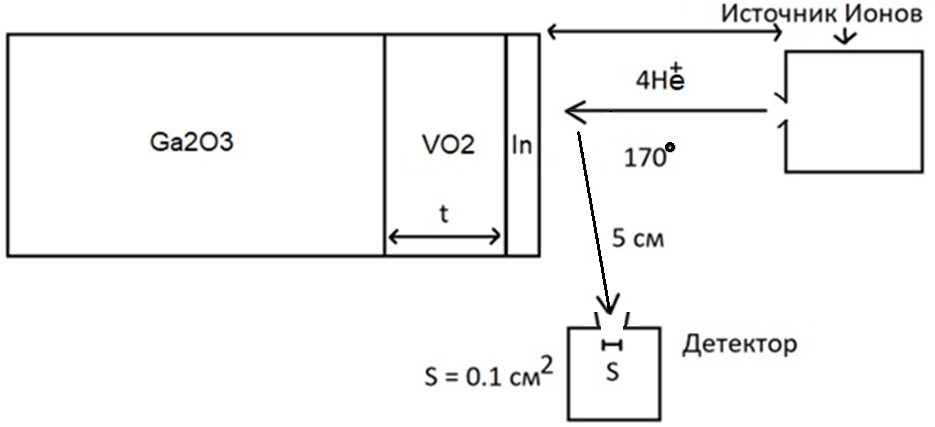 Источник Ионов
4He+
Ga2O3
VO2
In
170°
t
5 см
S = 0.1 см2
S
Детектор